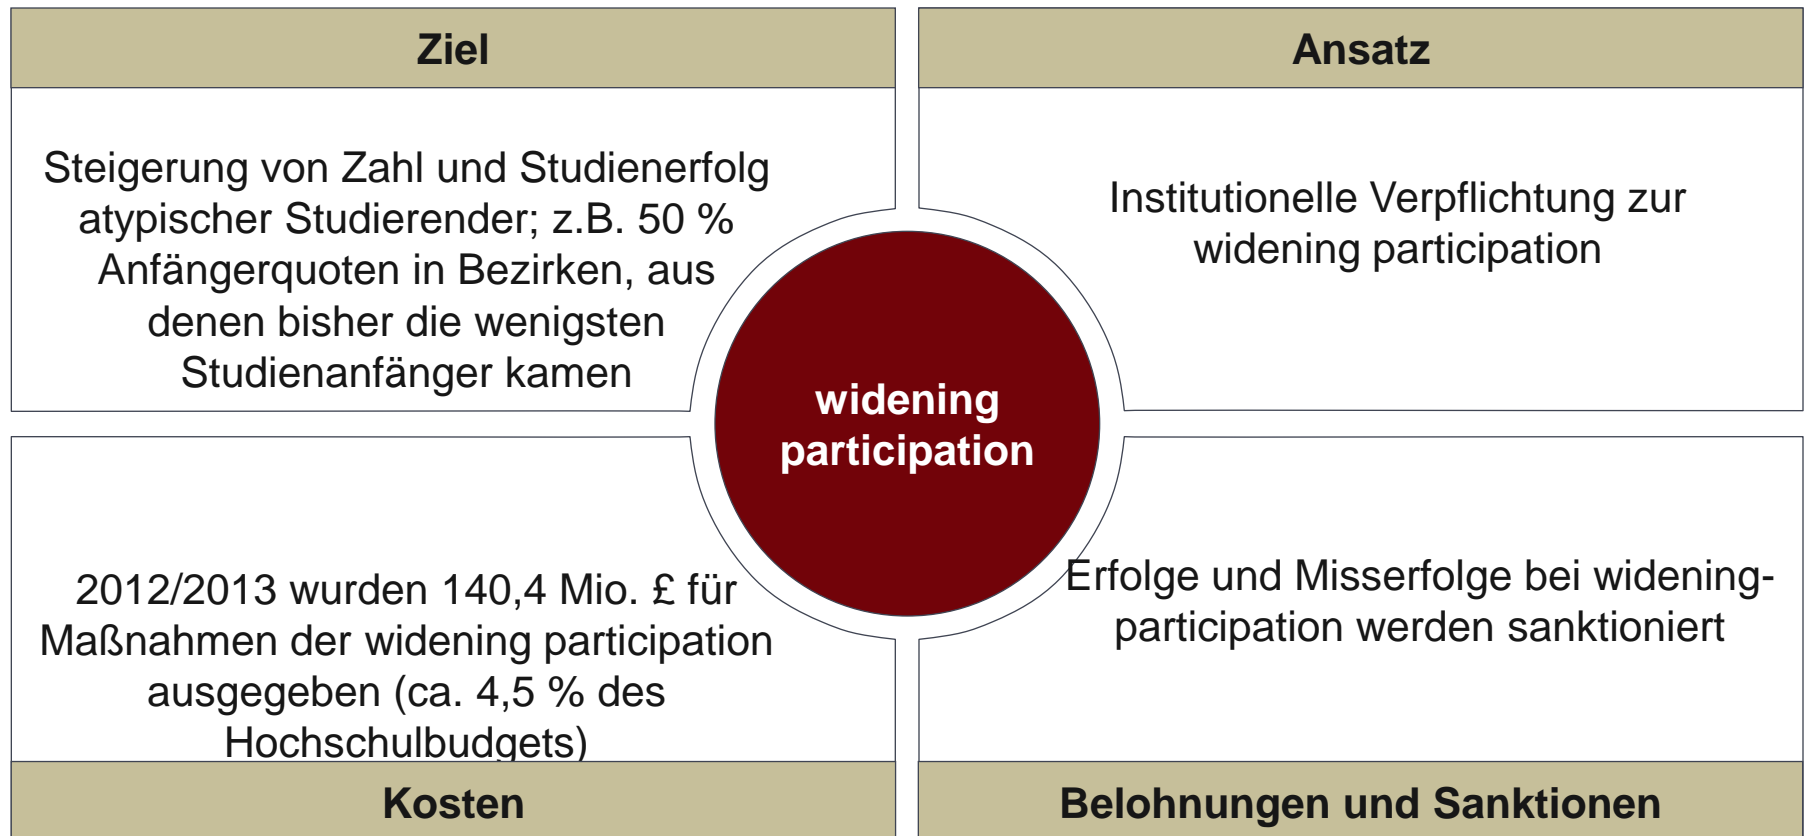 Ziel
Steigerung von Zahl und Studienerfolg
atypischer Studierender; z.B. 50 %
Anfängerquoten in Bezirken, aus
denen bisher die wenigsten
Studienanfänger kamen
Ansatz
Institutionelle Verpflichtung zur
widening participation
widening
participation
2012/2013 wurden 140,4 Mio. £ für
Maßnahmen der widening participation
ausgegeben (ca. 4,5 % des
Hochschulbudgets)
Kosten
Erfolge und Misserfolge bei widening-
participation werden sanktioniert
Belohnungen und Sanktionen